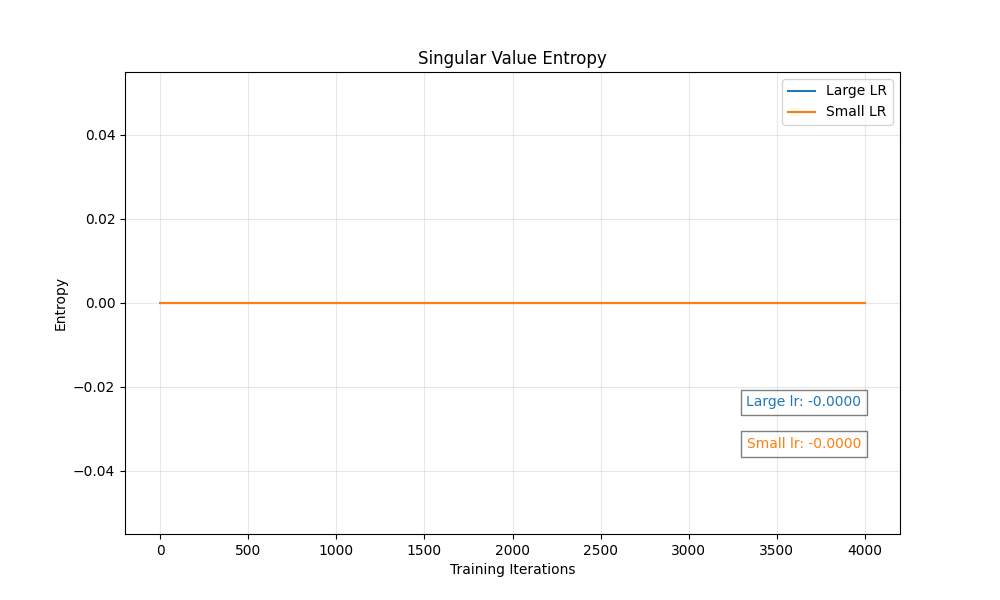 Singular Value Entropy
Large LR
Small LR
0.04
0.02
0.00
−0.02
−0.04
Entropy
Large lr: -0.0000
Small lr: -0.0000
0 500 1000 1500 2000 2500 3000 3500 4000
Training Iterations